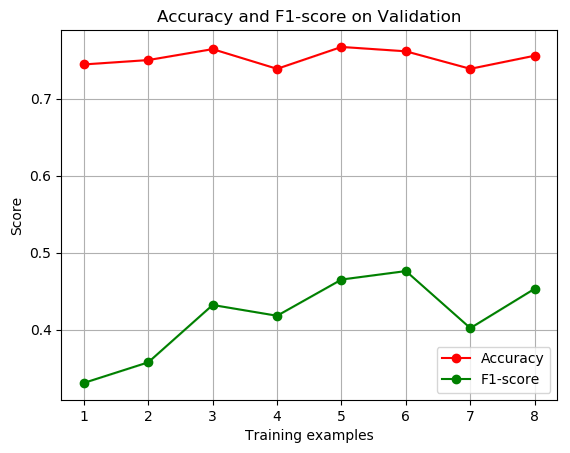 Accuracy and F1-score on Validation
Score
0.7
0.6
0.5
0.4
Accuracy
F1-score
1 2 3 4 5 6 7 8
Training examples